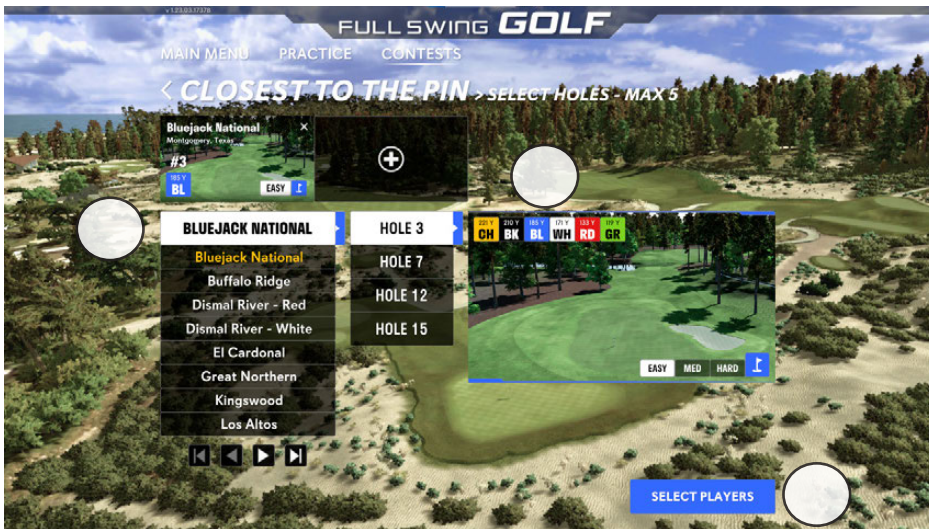 v 1.23.03.17378
FULL SWING GOLF
MAIN MENU PRACTICE CONTESTS
< CLOSEST TO THE PIN > SELECT HOLES - MAX 5
Bluejack National
Montgomery, Texas
#3
185 Y
BL
EASY
BLUEJACK NATIONAL
Bluejack National
Buffalo Ridge
Dismal River - Red
Dismal River - White
El Cardonal
Great Northern
Kingswood
Los Altos
HOLE 3
HOLE 7
HOLE 12
HOLE 15
221 Y 210 Y 185 Y 171 Y 133 Y 119 Y
CH BK BL WH RD GR
EASY MED HARD
SELECT PLAYERS